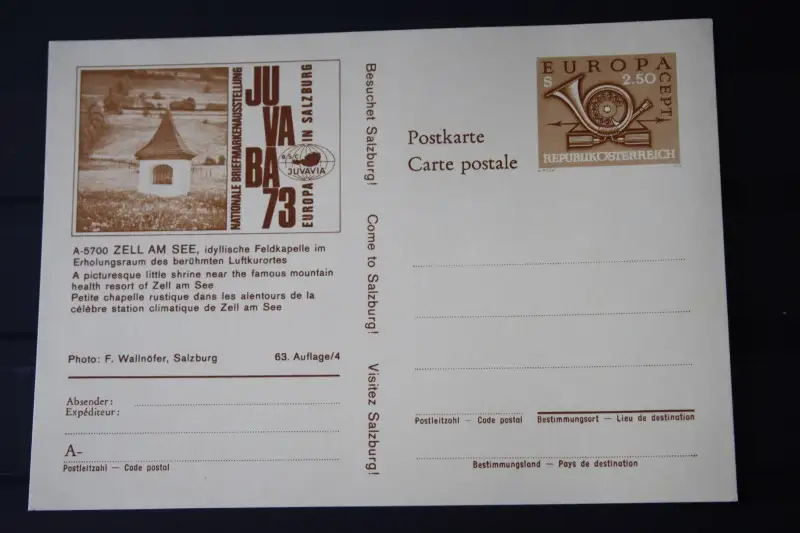 NATIONALE BRIEFMARKENAUSSTELLUNG
JU
VA
BA
73
EUROPA IN SALZBURG
B.S.V.
JUVAVIA
A-5700 ZELL AM SEE, idyllische Feldkapelle im
Erholungsraum des berühmten Luftkurortes
A picturesque little shrine near the famous mountain
health resort of Zell am See
Petite chapelle rustique dans les alentours de la
célèbre station climatique de Zell am See
Photo: F. Wallnöfer, Salzburg 63. Auflage/4
Absender:
Expéditeur:
A-
Postleitzahl — Code postal
Besuchet Salzburg! Come to Salzburg! Visitez Salzburg!
Postkarte
Carte postale
EUROPA CEPT
S 2.50
REPUBLIK ÖSTERREICH
Postleitzahl — Code postal Bestimmungsort — Lieu de destination
Bestimmungsland — Pays de destination